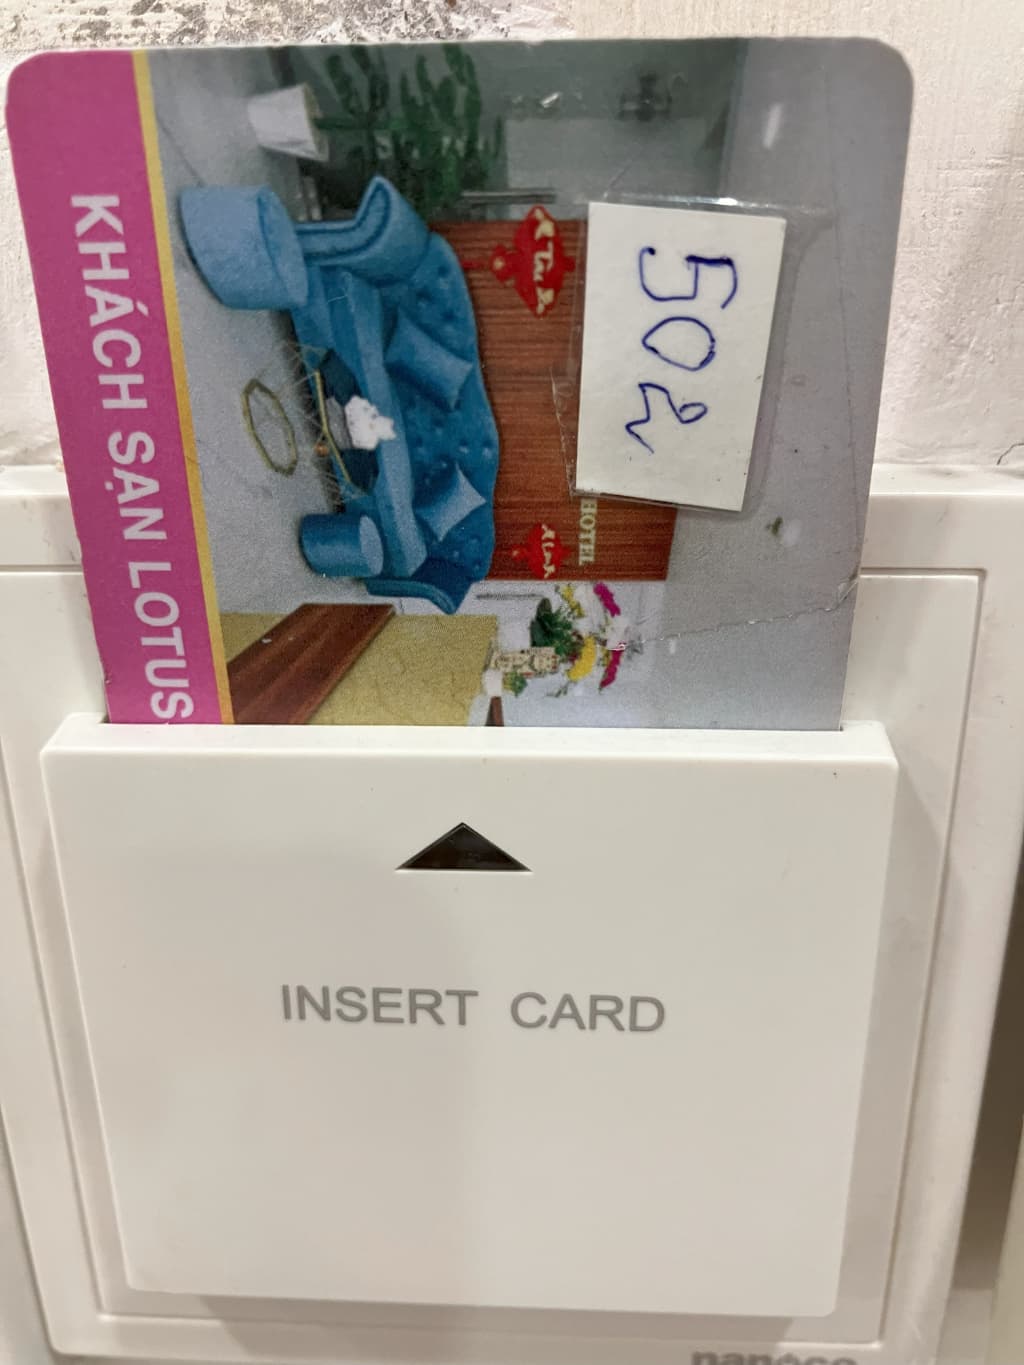 KHÁCH SẠN LOTUS
502
HOTEL
INSERT CARD